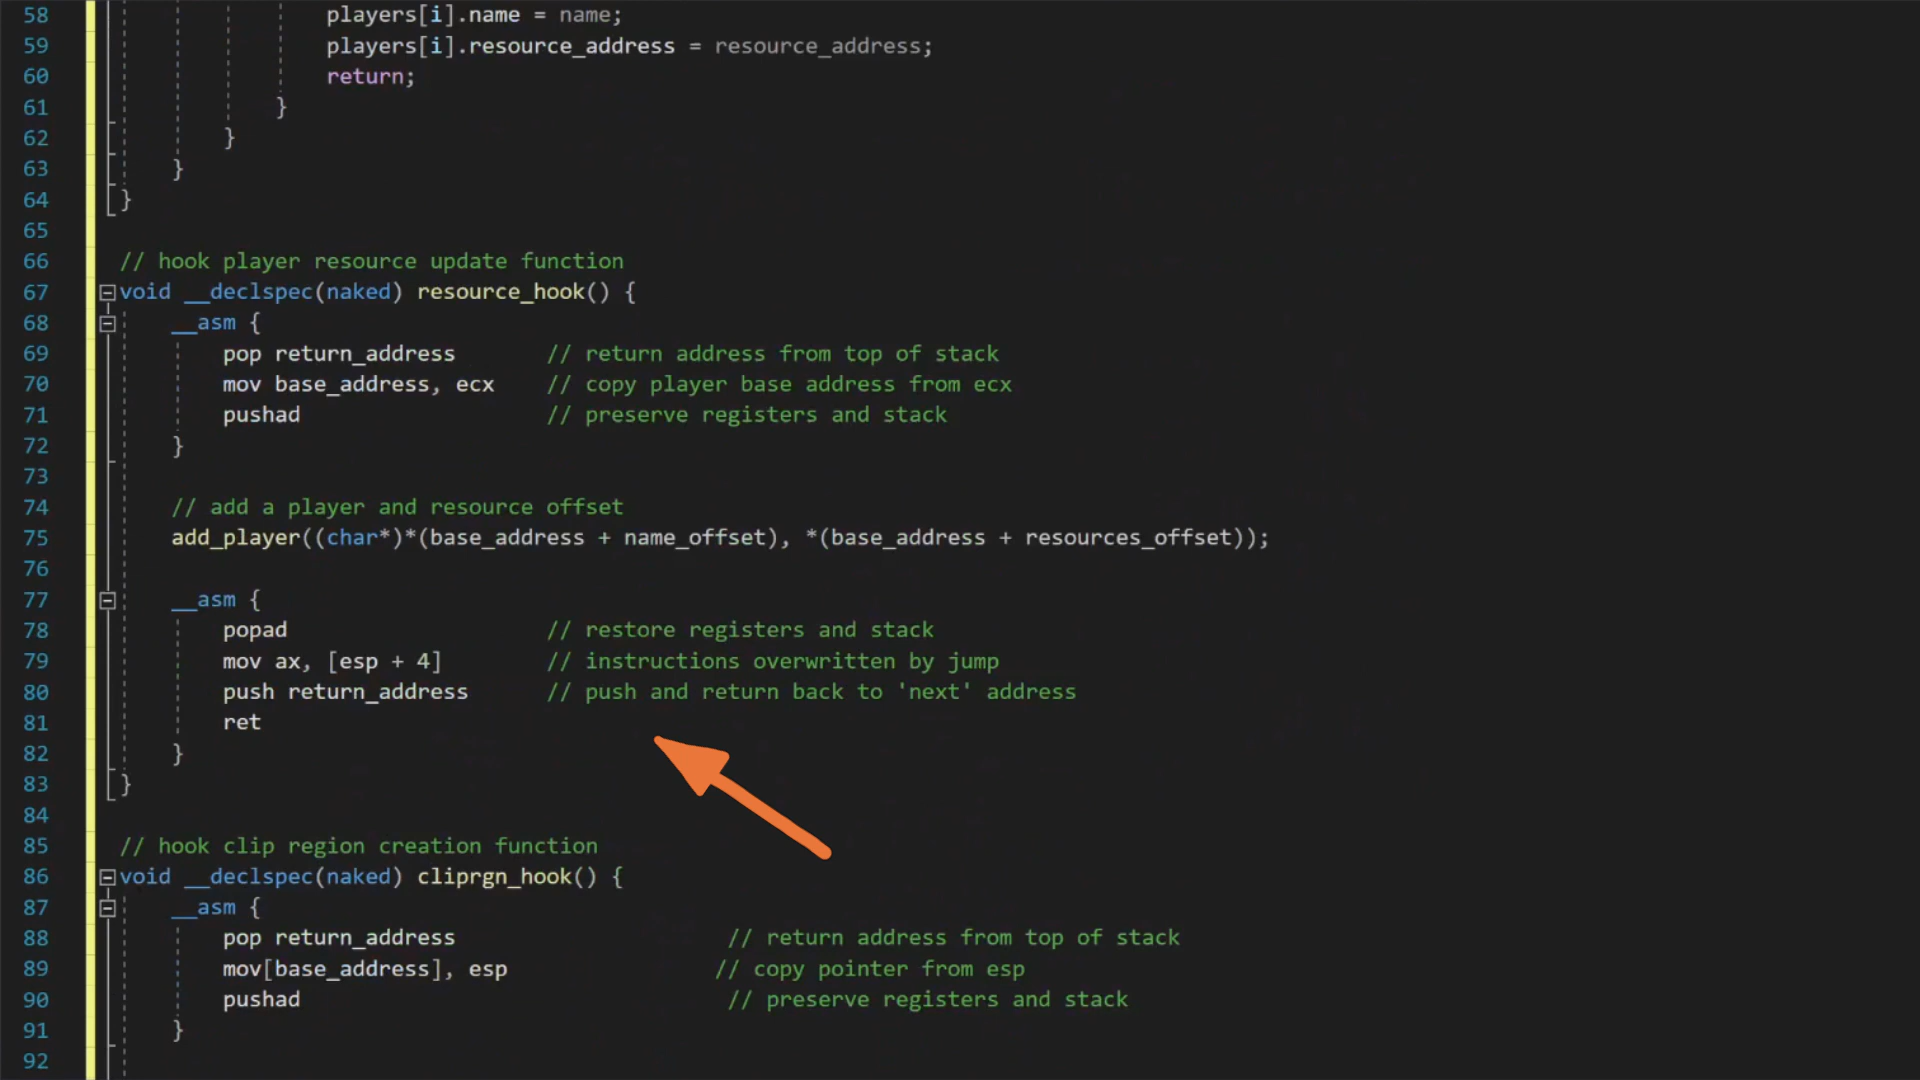 58 players[i].name = name;
59 players[i].resource_address = resource_address;
60 return;
61 }
62 }
63 }
64 }
65
66 // hook player resource update function
67 void __declspec(naked) resource_hook() {
68 __asm {
69 pop return_address // return address from top of stack
70 mov base_address, ecx // copy player base address from ecx
71 pushad // preserve registers and stack
72 }
73
74 // add a player and resource offset
75 add_player((char*)*(base_address + name_offset), *(base_address + resources_offset));
76
77 __asm {
78 popad // restore registers and stack
79 mov ax, [esp + 4] // instructions overwritten by jump
80 push return_address // push and return back to 'next' address
81 ret
82 }
83 }
84
85 // hook clip region creation function
86 void __declspec(naked) cliprgn_hook() {
87 __asm {
88 pop return_address // return address from top of stack
89 mov[base_address], esp // copy pointer from esp
90 pushad // preserve registers and stack
91 }
92